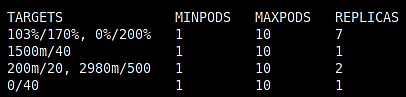 TARGETS MINPODS MAXPODS REPLICAS
103%/170%, 0%/200% 1 10 7
1500m/40 1 10 1
200m/20, 2980m/500 1 10 2
0/40 1 10 1